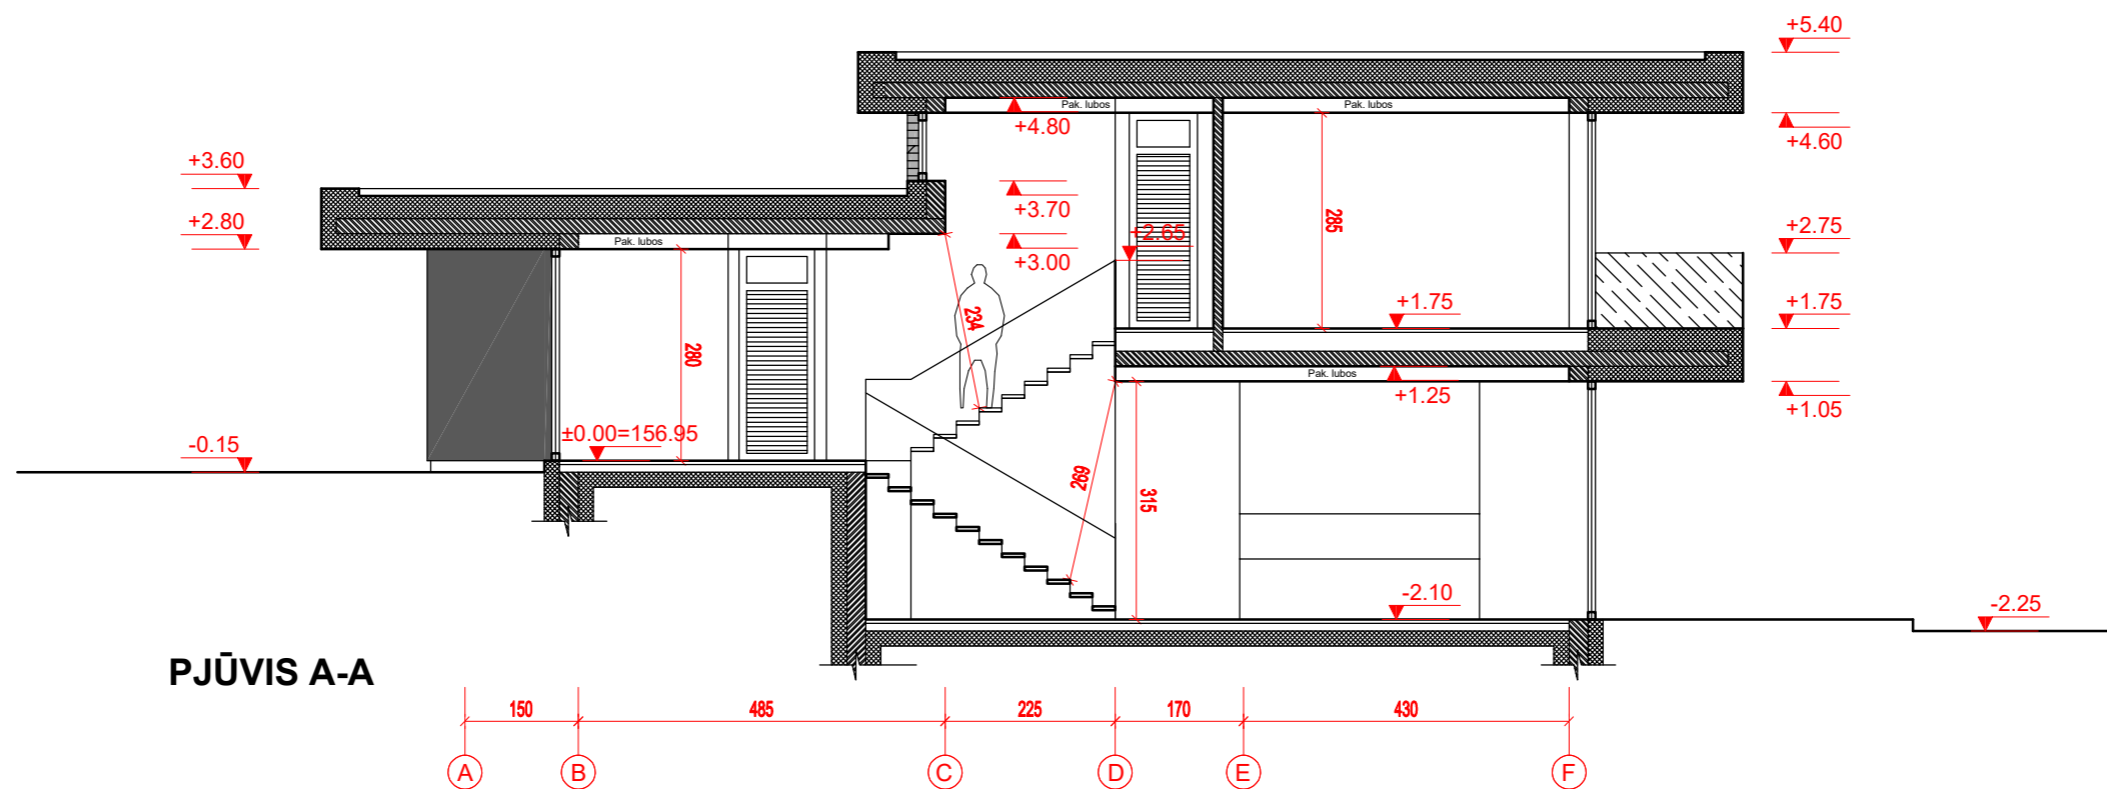 +5.40
Pak. lubos
Pak. lubos
+4.80
+4.60
+3.60
+3.70
+2.80
+2.65
285
+2.75
Pak. lubos
+3.00
234
+1.75
+1.75
280
Pak. lubos
+1.25
+1.05
-0.15
±0.00=156.95
269
315
-2.10
-2.25
PJŪVIS A-A
150
485
225
170
430
A
B
C
D
E
F